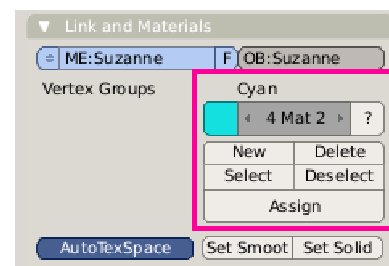 Link and Materials
ME:Suzanne F OB:Suzanne
Vertex Groups Cyan
4 Mat 2 ?
New Delete
Select Deselect
Assign
AutoTexSpace Set Smoot Set Solid